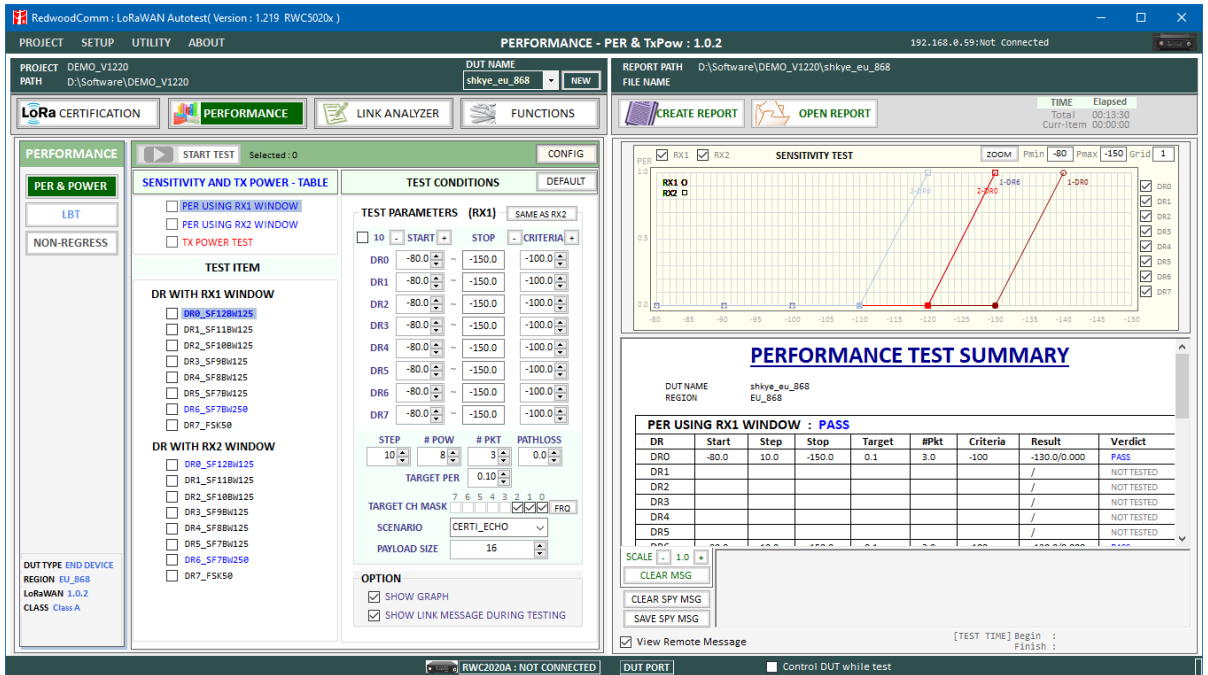 RedwoodComm : LoRaWAN Autotest( Version : 1.219 RWC5020x )
PROJECT SETUP UTILITY ABOUT
PERFORMANCE - PER & TxPow : 1.0.2
192.168.0.59:Not Connected
PROJECT DEMO_V1220
PATH D:\Software\DEMO_V1220
DUT NAME
shkye_eu_868 NEW
REPORT PATH D:\Software\DEMO_V1220\shkye_eu_868
FILE NAME
LoRa CERTIFICATION PERFORMANCE LINK ANALYZER FUNCTIONS
CREATE REPORT OPEN REPORT
TIME Elapsed
Total 00:13:30
Curr-Item 00:00:00
PERFORMANCE
PER & POWER
LBT
NON-REGRESS
DUT TYPE END DEVICE
REGION EU_868
LoRaWAN 1.0.2
CLASS Class A
START TEST Selected : 0 CONFIG
SENSITIVITY AND TX POWER - TABLE
PER USING RX1 WINDOW
PER USING RX2 WINDOW
TX POWER TEST
TEST ITEM
DR WITH RX1 WINDOW
DR0_SF12BW125
DR1_SF11BW125
DR2_SF10BW125
DR3_SF9BW125
DR4_SF8BW125
DR5_SF7BW125
DR6_SF7BW250
DR7_FSK50
DR WITH RX2 WINDOW
DR0_SF12BW125
DR1_SF11BW125
DR2_SF10BW125
DR3_SF9BW125
DR4_SF8BW125
DR5_SF7BW125
DR6_SF7BW250
DR7_FSK50
TEST CONDITIONS DEFAULT
TEST PARAMETERS (RX1) SAME AS RX2
10 - START + STOP - CRITERIA +
DR0 -80.0 ~ -150.0 -100.0
DR1 -80.0 ~ -150.0 -100.0
DR2 -80.0 ~ -150.0 -100.0
DR3 -80.0 ~ -150.0 -100.0
DR4 -80.0 ~ -150.0 -100.0
DR5 -80.0 ~ -150.0 -100.0
DR6 -80.0 ~ -150.0 -100.0
DR7 -80.0 ~ -150.0 -100.0
STEP # POW # PKT PATHLOSS
10 8 3 0.0
TARGET PER 0.10
7 6 5 4 3 2 1 0
TARGET CH MASK FRQ
SCENARIO CERTI_ECHO
PAYLOAD SIZE 16
OPTION
SHOW GRAPH
SHOW LINK MESSAGE DURING TESTING
PER RX1 RX2 SENSITIVITY TEST ZOOM Pmin -80 Pmax -150 Grid 1
1.0
RX1 O
RX2 □
2-DR6 2-DR0 1-DR6 1-DR0
0.5
0.0
-80 -85 -90 -95 -100 -105 -110 -115 -120 -125 -130 -135 -140 -145 -150
DR0
DR1
DR2
DR3
DR4
DR5
DR6
DR7
PERFORMANCE TEST SUMMARY
DUT NAME shkye_eu_868
REGION EU_868
PER USING RX1 WINDOW : PASS
DR Start Step Stop Target #Pkt Criteria Result Verdict
DR0 -80.0 10.0 -150.0 0.1 3.0 -100 -130.0/0.000 PASS
DR1 / NOT TESTED
DR2 / NOT TESTED
DR3 / NOT TESTED
DR4 / NOT TESTED
DR5 / NOT TESTED
SCALE - 1.0 +
CLEAR MSG
CLEAR SPY MSG
SAVE SPY MSG
View Remote Message
[TEST TIME] Begin :
Finish :
RWC2020A : NOT CONNECTED DUT PORT Control DUT while test